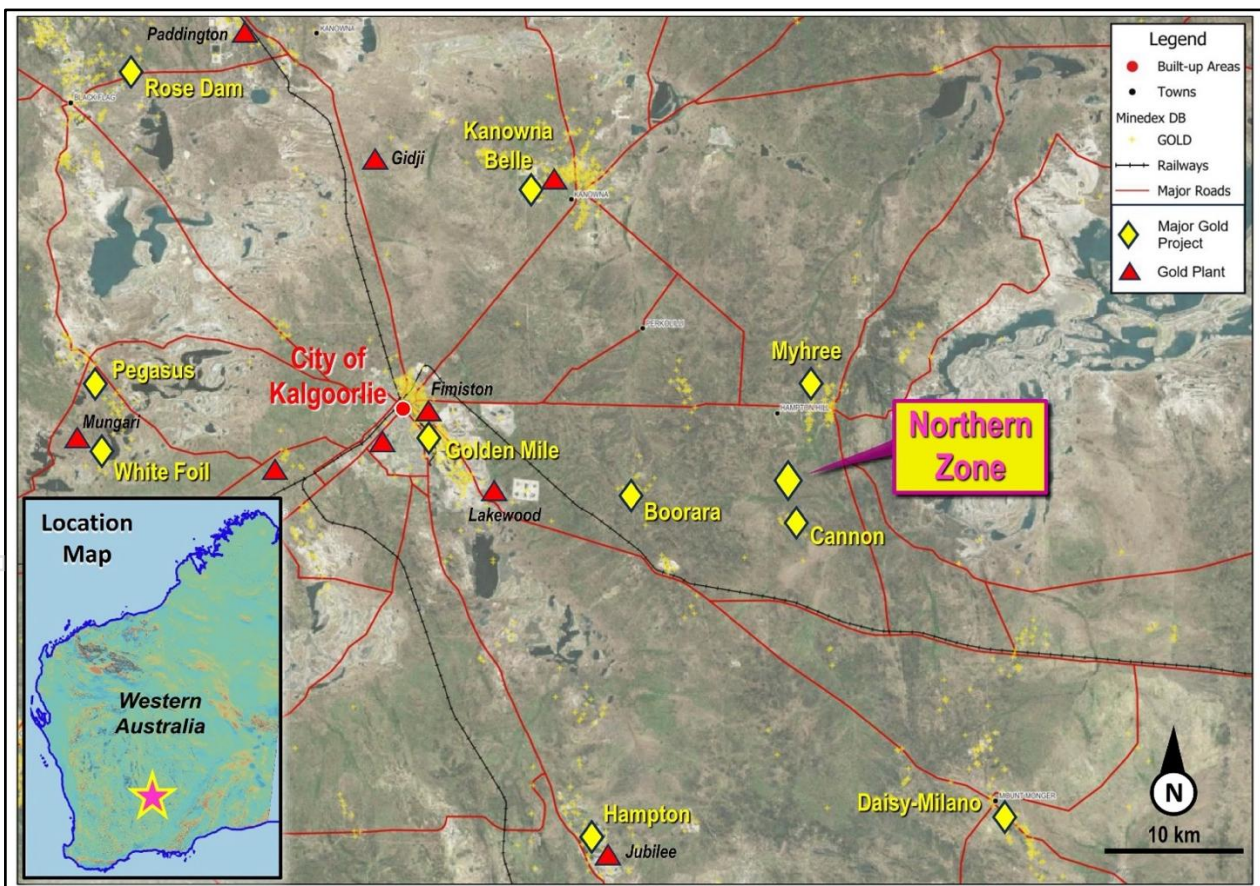 Paddington
KANOWNA
Rose Dam
BLACK FLAG
Gidji
Kanowna
Belle
KANOWNA
Legend
Built-up Areas
Towns
Minedex DB
GOLD
Railways
Major Roads
Major Gold
Project
Gold Plant
Pegasus
Mungari
White Foil
City of
Kalgoorlie
Fimiston
Golden Mile
Lakewood
Boorara
Myhree
HAMPTON HILL
Northern
Zone
Cannon
Location
Map
Western
Australia
Hampton
Jubilee
Daisy-Milano
MOUNT MONGER
N
10 km